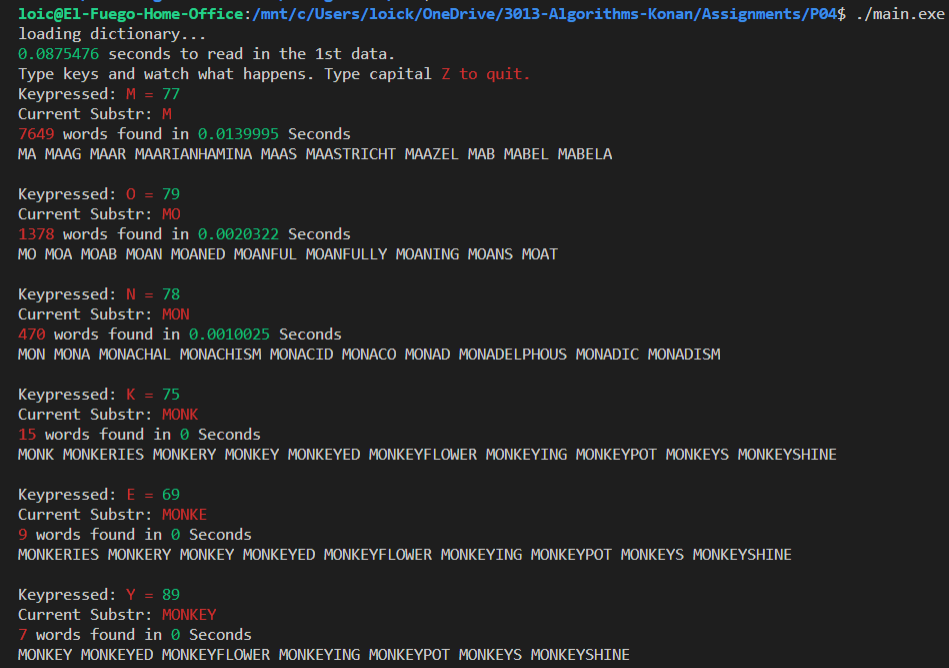 loic@El-Fuego-Home-Office:/mnt/c/Users/loick/OneDrive/3013-Algorithms-Konan/Assignments/P04$ ./main.exe
loading dictionary...
0.0875476 seconds to read in the 1st data.
Type keys and watch what happens. Type capital Z to quit.
Keypressed: M = 77
Current Substr: M
7649 words found in 0.0139995 Seconds
MA MAAG MAAR MAARIANHAMINA MAAS MAASTRICHT MAAZEL MAB MABEL MABELA
Keypressed: O = 79
Current Substr: MO
1378 words found in 0.0020322 Seconds
MO MOA MOAB MOAN MOANED MOANFUL MOANFULLY MOANING MOANS MOAT
Keypressed: N = 78
Current Substr: MON
470 words found in 0.0010025 Seconds
MON MONA MONACHAL MONACHISM MONACID MONACO MONAD MONADELPHOUS MONADIC MONADISM
Keypressed: K = 75
Current Substr: MONK
15 words found in 0 Seconds
MONK MONKERIES MONKERY MONKEY MONKEYED MONKEYFLOWER MONKEYING MONKEYPOT MONKEYS MONKEYSHINE
Keypressed: E = 69
Current Substr: MONKE
9 words found in 0 Seconds
MONKERIES MONKERY MONKEY MONKEYED MONKEYFLOWER MONKEYING MONKEYPOT MONKEYS MONKEYSHINE
Keypressed: Y = 89
Current Substr: MONKEY
7 words found in 0 Seconds
MONKEY MONKEYED MONKEYFLOWER MONKEYING MONKEYPOT MONKEYS MONKEYSHINE